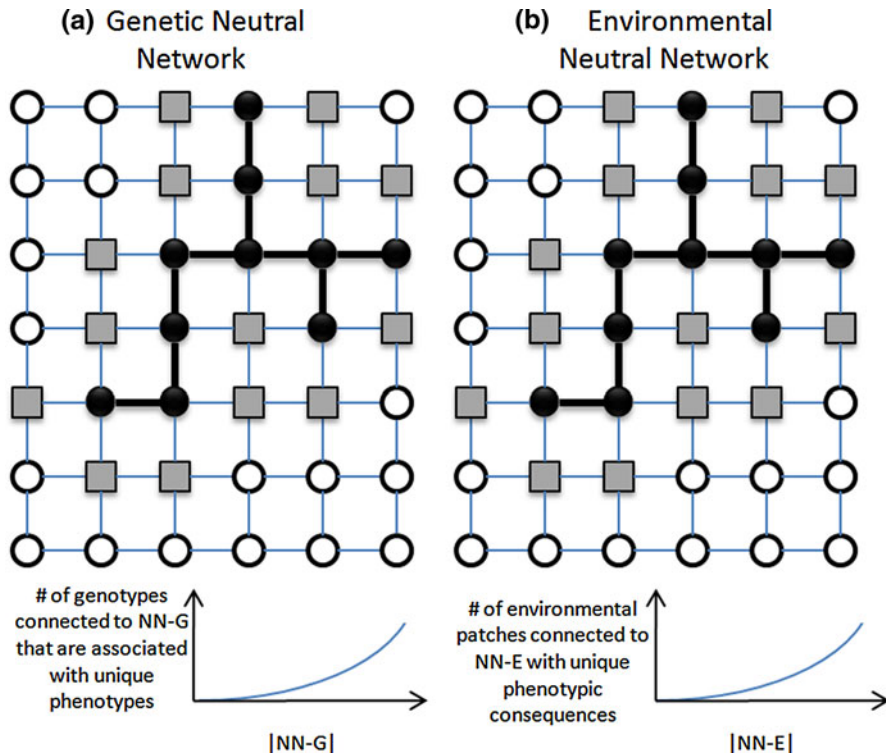 (a) Genetic Neutral
Network
(b) Environmental
Neutral Network
# of genotypes
connected to NN-G
that are associated
with unique
phenotypes
|NN-G|
# of environmental
patches connected to
NN-E with unique
phenotypic
consequences
|NN-E|